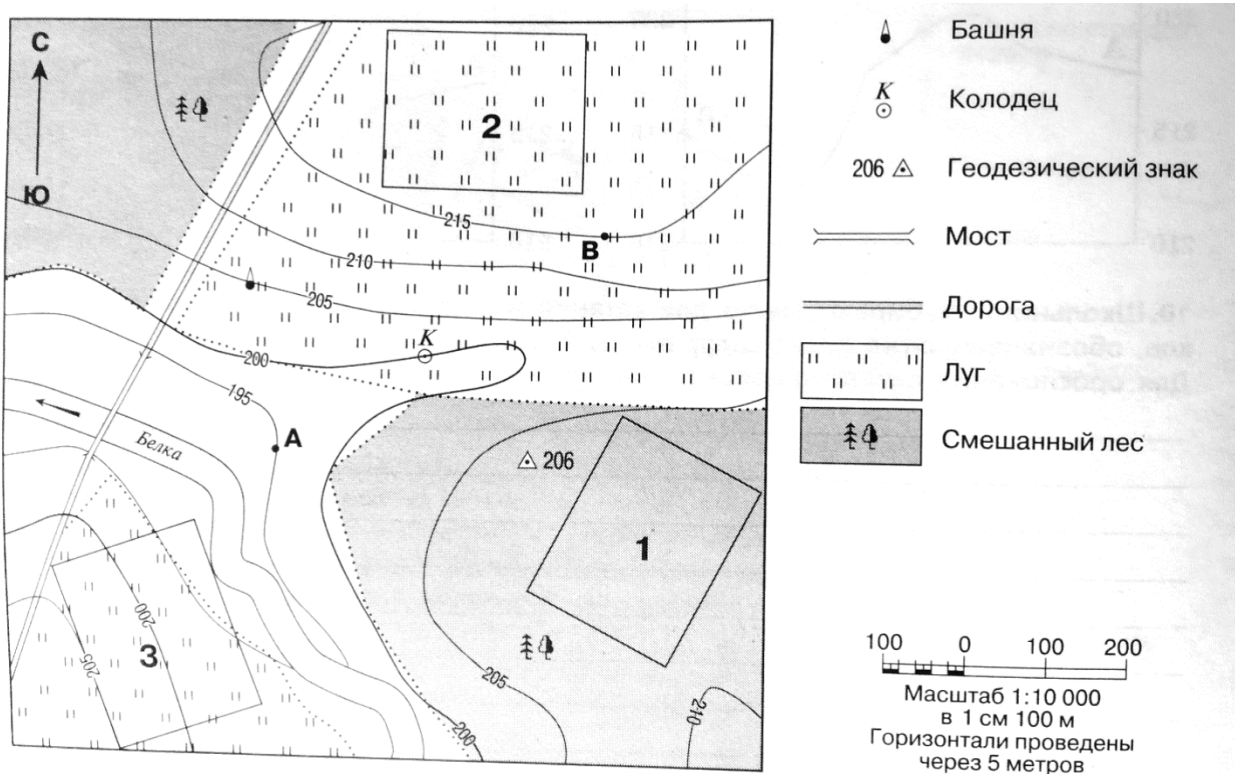 С
Ю
2
215
В
210
205
К
200
195
А
Белка
206
1
3
200
205
205
210
200
Башня
К
Колодец
206
Геодезический знак
Мост
Дорога
Луг
Смешанный лес
100 0 100 200
Масштаб 1:10 000
в 1 см 100 м
Горизонтали проведены
через 5 метров